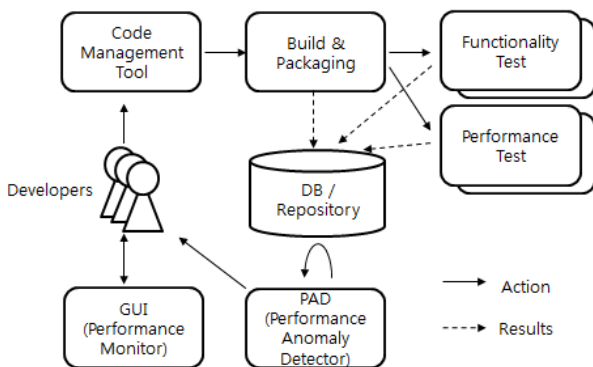 Code
Management
Tool
Build &
Packaging
Functionality
Test
Performance
Test
Developers
DB /
Repository
GUI
(Performance
Monitor)
PAD
(Performance
Anomaly
Detector)
Action
Results